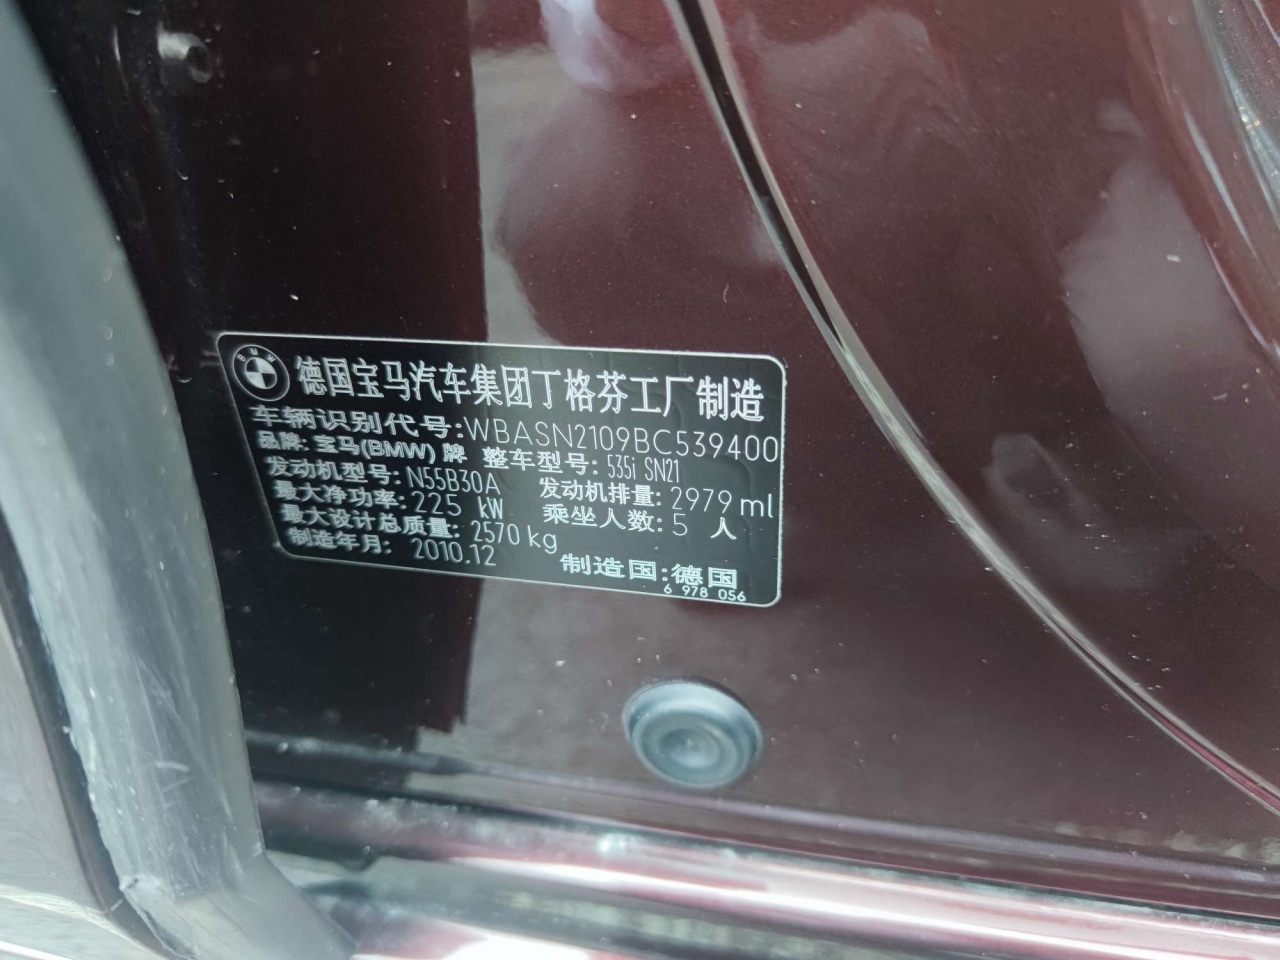 BMW
德国宝马汽车集团丁格芬工厂制造
车辆识别代号:WBASN2109BC539400
品牌: 宝马(BMW) 牌 整车型号: 535i SN21
发动机型号: N55B30A 发动机排量: 2979 ml
最大净功率: 225 kW 乘坐人数: 5 人
最大设计总质量: 2570 kg
制造年月: 2010.12 制造国:德国
6 978 056